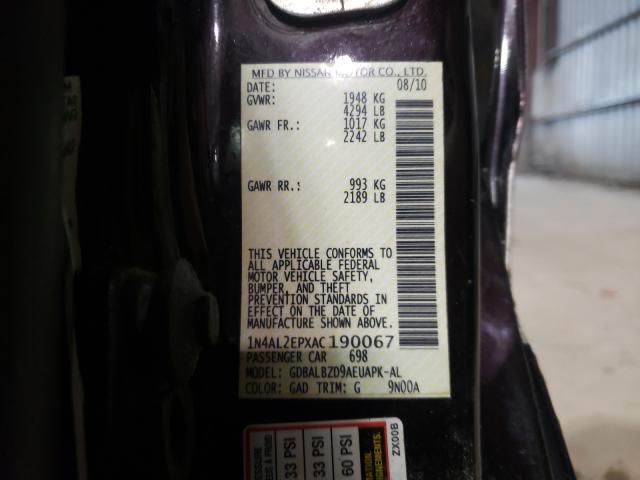 MFD BY NISSAN MOTOR CO., LTD.
DATE: 08/10
GVWR: 1948 KG
4294 LB
GAWR FR.: 1017 KG
2242 LB
GAWR RR.: 993 KG
2189 LB
THIS VEHICLE CONFORMS TO
ALL APPLICABLE FEDERAL
MOTOR VEHICLE SAFETY,
BUMPER, AND THEFT
PREVENTION STANDARDS IN
EFFECT ON THE DATE OF
MANUFACTURE SHOWN ABOVE.
1N4AL2EPXAC190067
PASSENGER CAR 698
MODEL: GDBALBZD9AEUAPK-AL
COLOR: GAD TRIM: G 9N00A
33 PSI
33 PSI
60 PSI
ZX00B